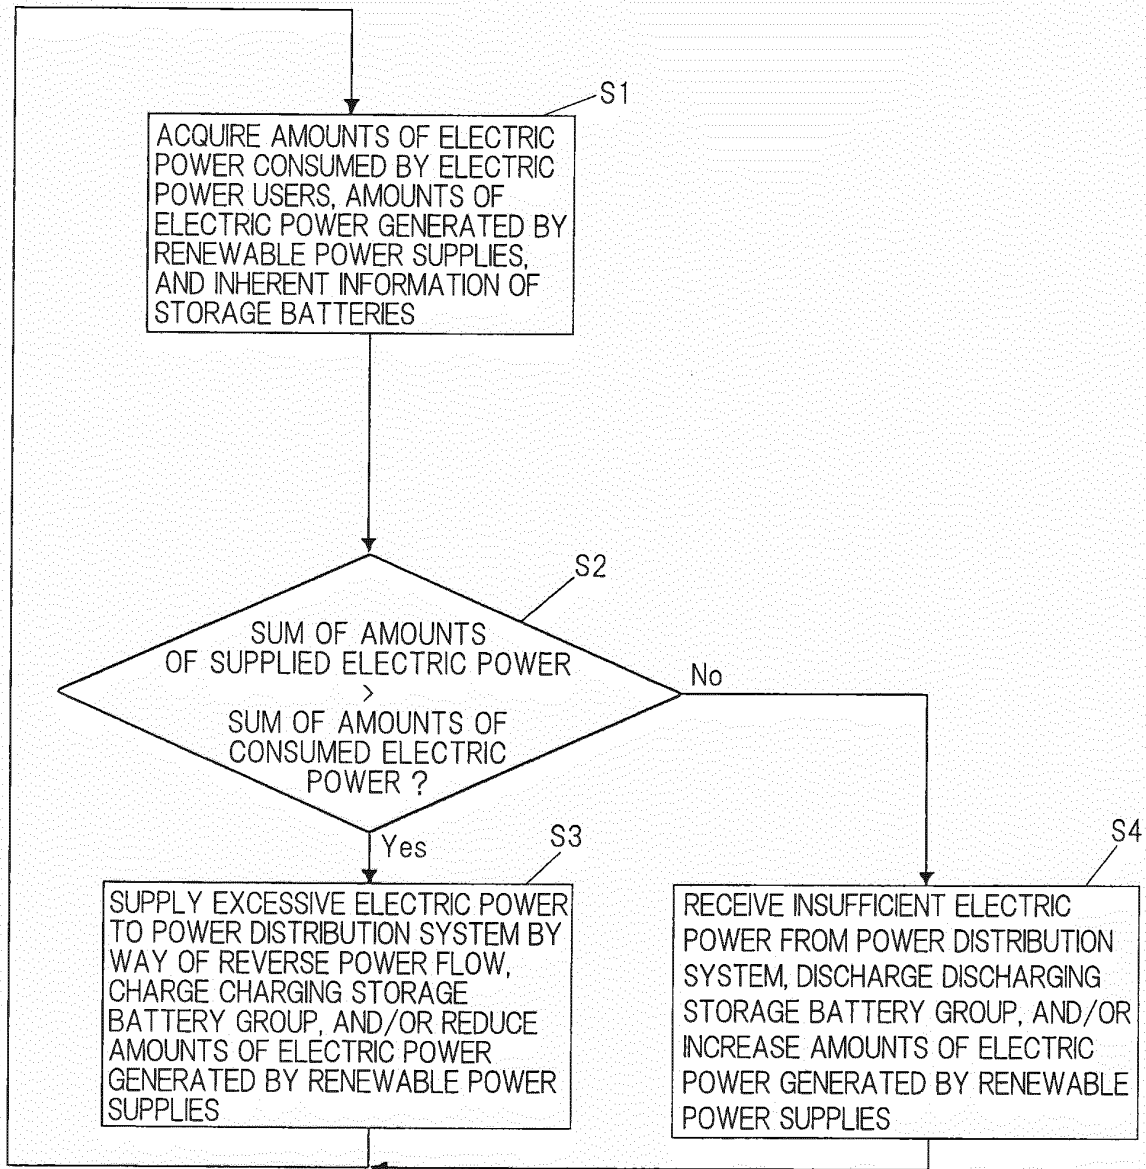 S1
ACQUIRE AMOUNTS OF ELECTRIC
POWER CONSUMED BY ELECTRIC
POWER USERS, AMOUNTS OF
ELECTRIC POWER GENERATED BY
RENEWABLE POWER SUPPLIES,
AND INHERENT INFORMATION OF
STORAGE BATTERIES
S2
SUM OF AMOUNTS
OF SUPPLIED ELECTRIC POWER
>
SUM OF AMOUNTS OF
CONSUMED ELECTRIC
POWER ?
No
Yes
S3
SUPPLY EXCESSIVE ELECTRIC POWER
TO POWER DISTRIBUTION SYSTEM BY
WAY OF REVERSE POWER FLOW,
CHARGE CHARGING STORAGE
BATTERY GROUP, AND/OR REDUCE
AMOUNTS OF ELECTRIC POWER
GENERATED BY RENEWABLE POWER
SUPPLIES
S4
RECEIVE INSUFFICIENT ELECTRIC
POWER FROM POWER DISTRIBUTION
SYSTEM, DISCHARGE DISCHARGING
STORAGE BATTERY GROUP, AND/OR
INCREASE AMOUNTS OF ELECTRIC
POWER GENERATED BY RENEWABLE
POWER SUPPLIES